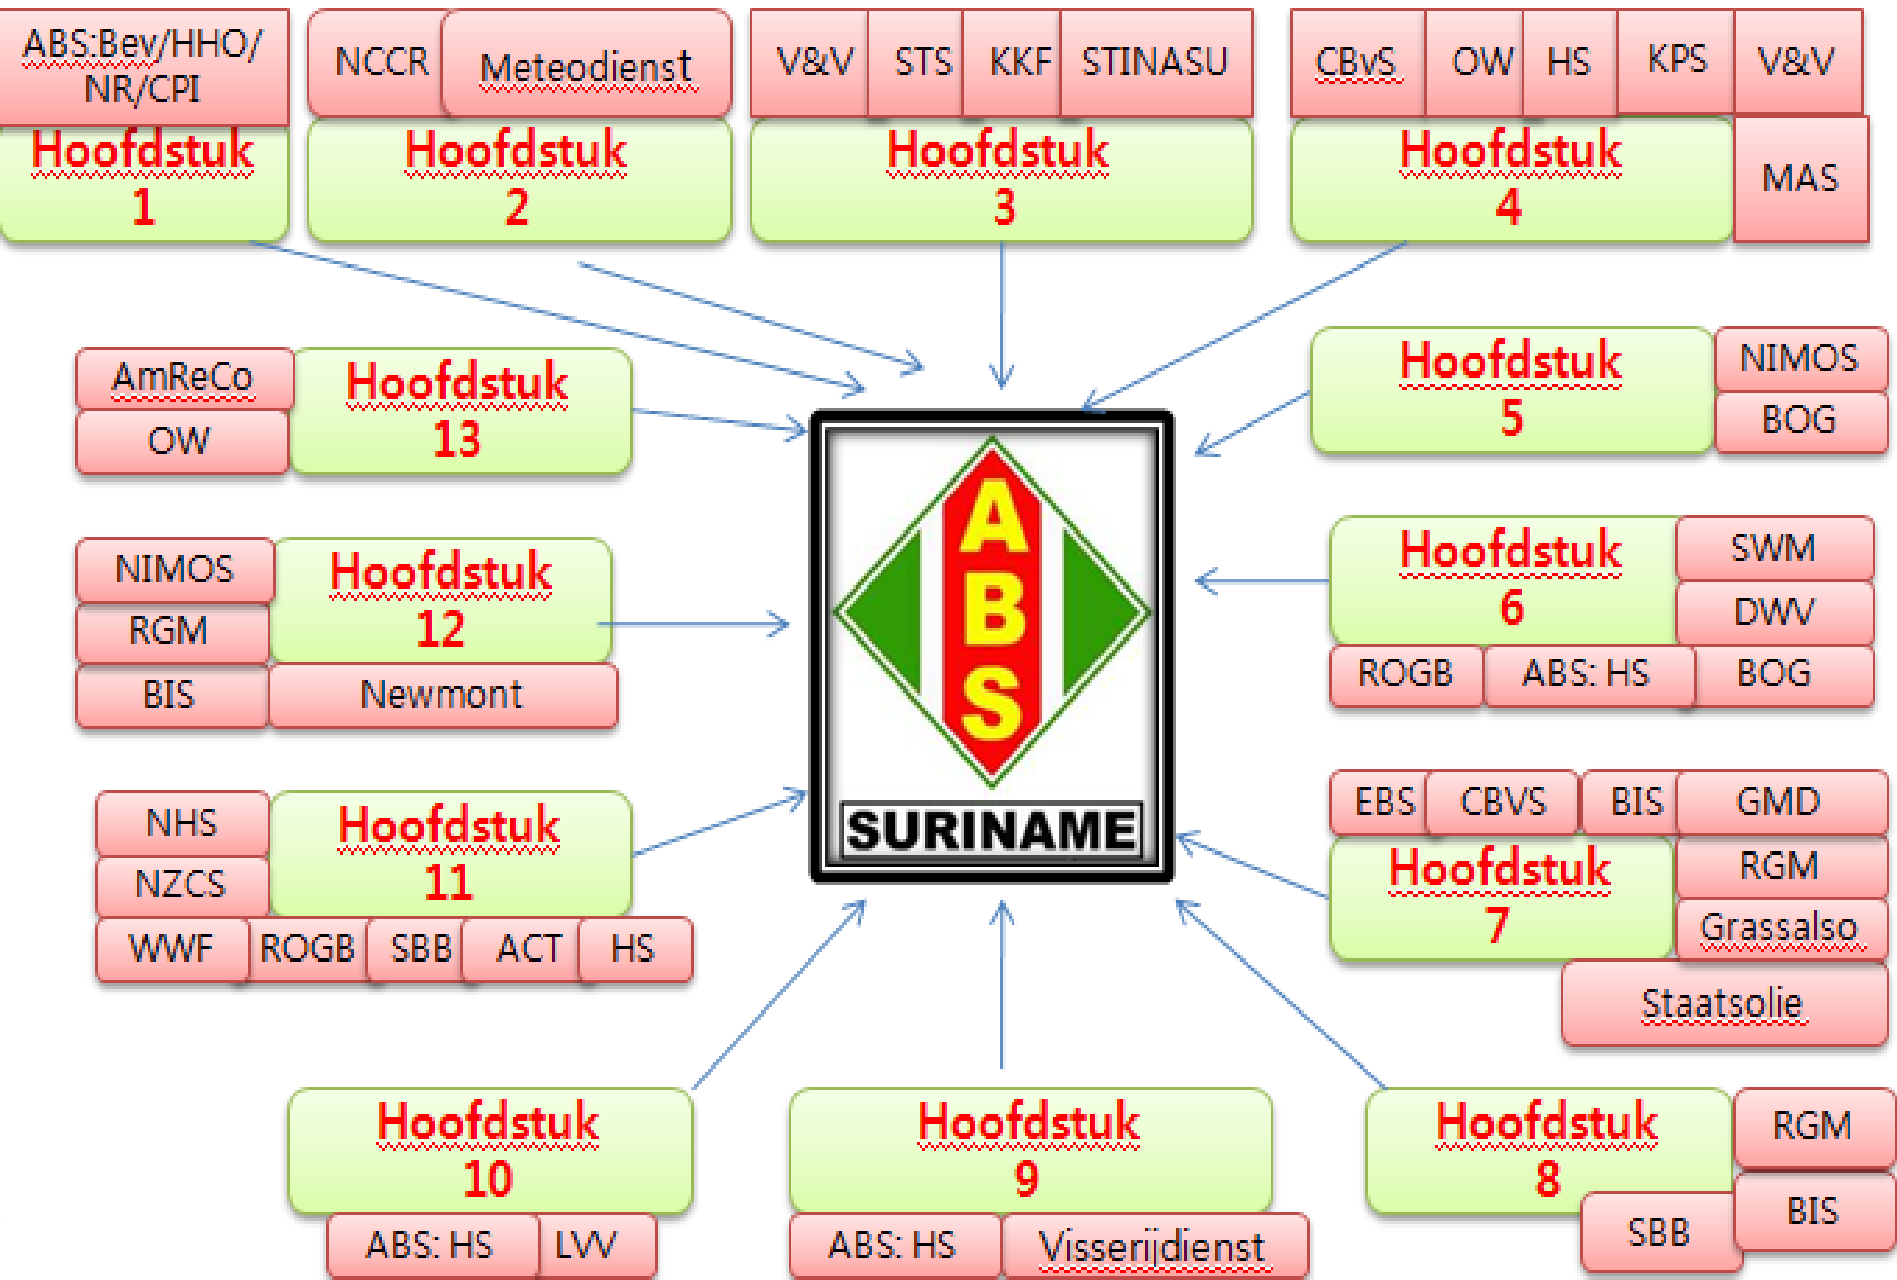 ABS:Bev/HHO/
NR/CPI
Hoofdstuk
1
NCCR
Meteodienst
Hoofdstuk
2
V&V
STS
KKF
STINASU
Hoofdstuk
3
CBvS
OW
HS
KPS
V&V
Hoofdstuk
4
MAS
AmReCo
OW
Hoofdstuk
13
Hoofdstuk
5
NIMOS
BOG
NIMOS
RGM
BIS
Newmont
Hoofdstuk
12
A
B
S
SURINAME
Hoofdstuk
6
SWM
DWV
ROGB
ABS: HS
BOG
NHS
NZCS
Hoofdstuk
11
WWF
ROGB
SBB
ACT
HS
EBS
CBVS
BIS
GMD
Hoofdstuk
7
RGM
Grassalso
Staatsolie
Hoofdstuk
10
ABS: HS
LVV
Hoofdstuk
9
ABS: HS
Visserijdienst
Hoofdstuk
8
RGM
BIS
SBB